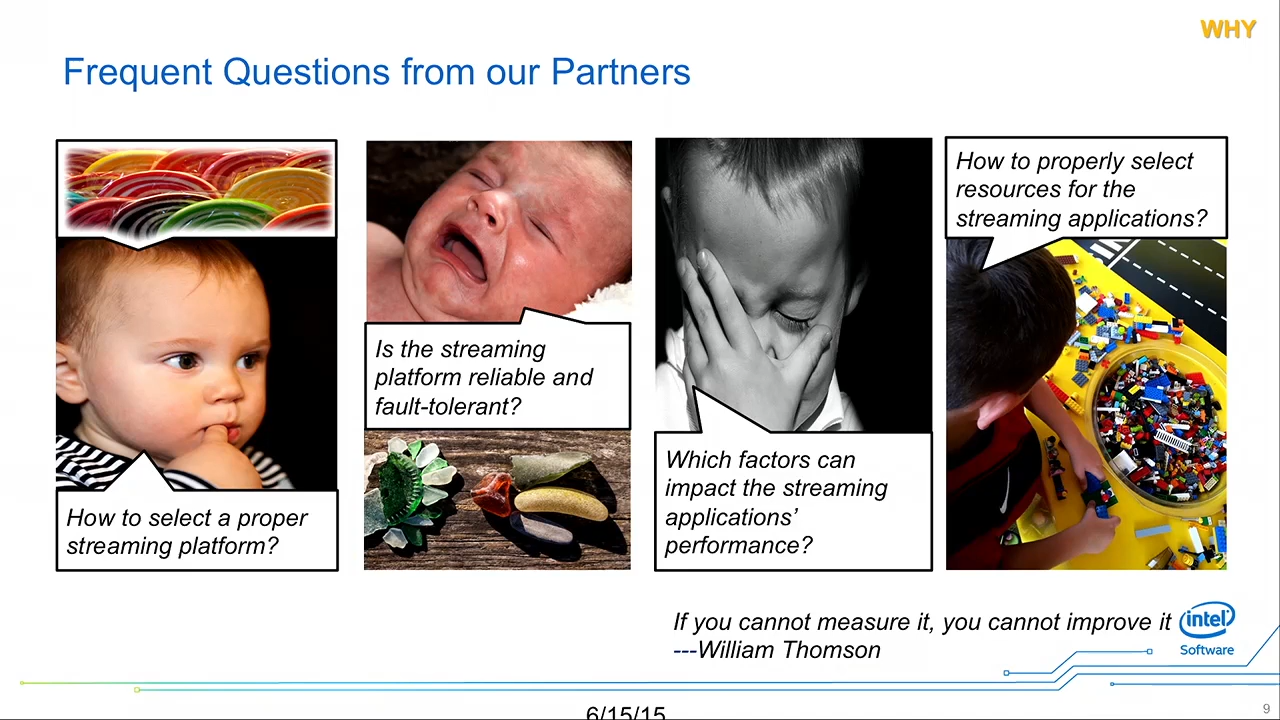 WHY
Frequent Questions from our Partners
How to select a proper
streaming platform?
Is the streaming
platform reliable and
fault-tolerant?
Which factors can
impact the streaming
applications’
performance?
How to properly select
resources for the
streaming applications?
If you cannot measure it, you cannot improve it
---William Thomson
intel
Software
6/15/15
9